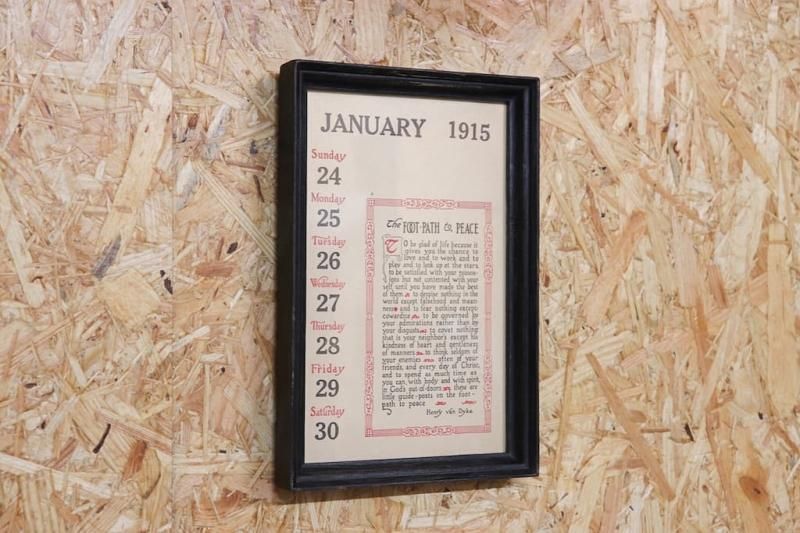 JANUARY 1915
Sunday
24
Monday
25
Tuesday
26
Wednesday
27
Thursday
28
Friday
29
Saturday
30
The FOOT-PATH to PEACE
TO be glad of life because it
gives you the chance to
love and to work and to
play and to look up at the stars
to be satisfied with your posses-
ions but not contented with your
self until you have made the best
of them to despise nothing in the
world except falsehood and mean-
ness and to fear nothing except
cowardice to be governed by
your admirations rather than by
your disgusts to covet nothing
that is your neighbor's except his
kindness of heart and gentleness
of manners to think seldom of
your enemies often of your
friends, and every day of Christ,
and to spend as much time as
you can, with body and with spirit,
in God's out-of-doors these are
little guide-posts on the foot-
path to peace
Henry van Dyke